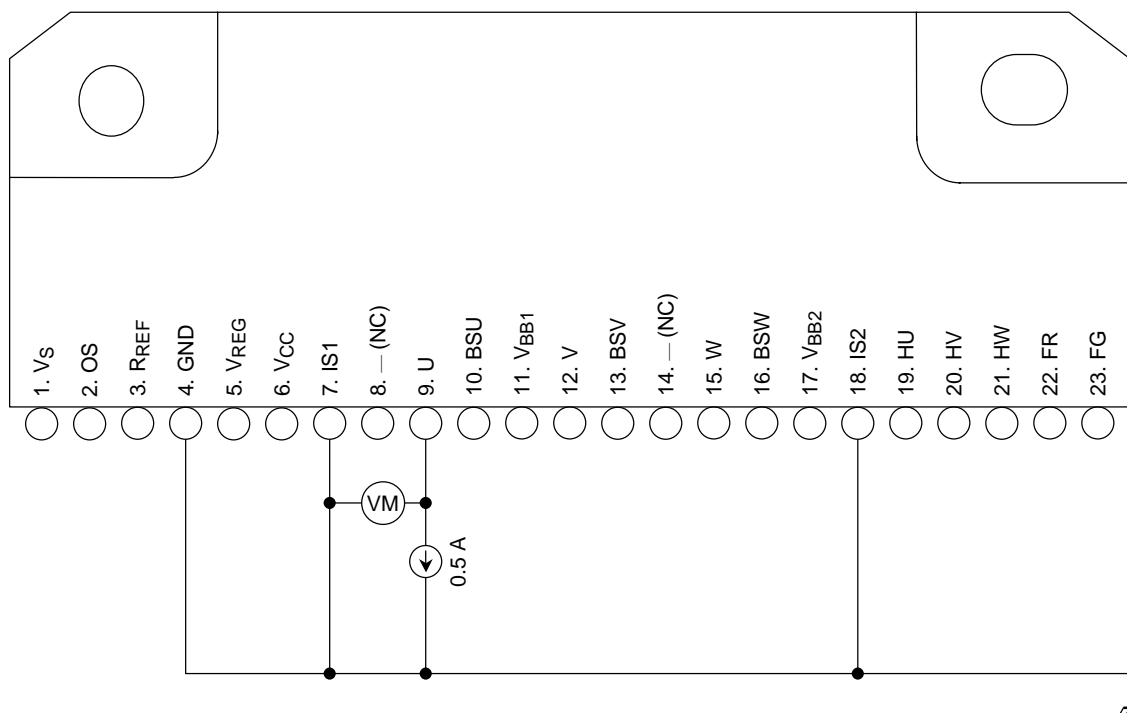 1. VS
2. OS
3. RREF
4. GND
5. VREG
6. VCC
7. IS1
8. — (NC)
9. U
10. BSU
11. VBB1
12. V
13. BSV
14. — (NC)
15. W
16. BSW
17. VBB2
18. IS2
19. HU
20. HV
21. HW
22. FR
23. FG
VM
0.5 A